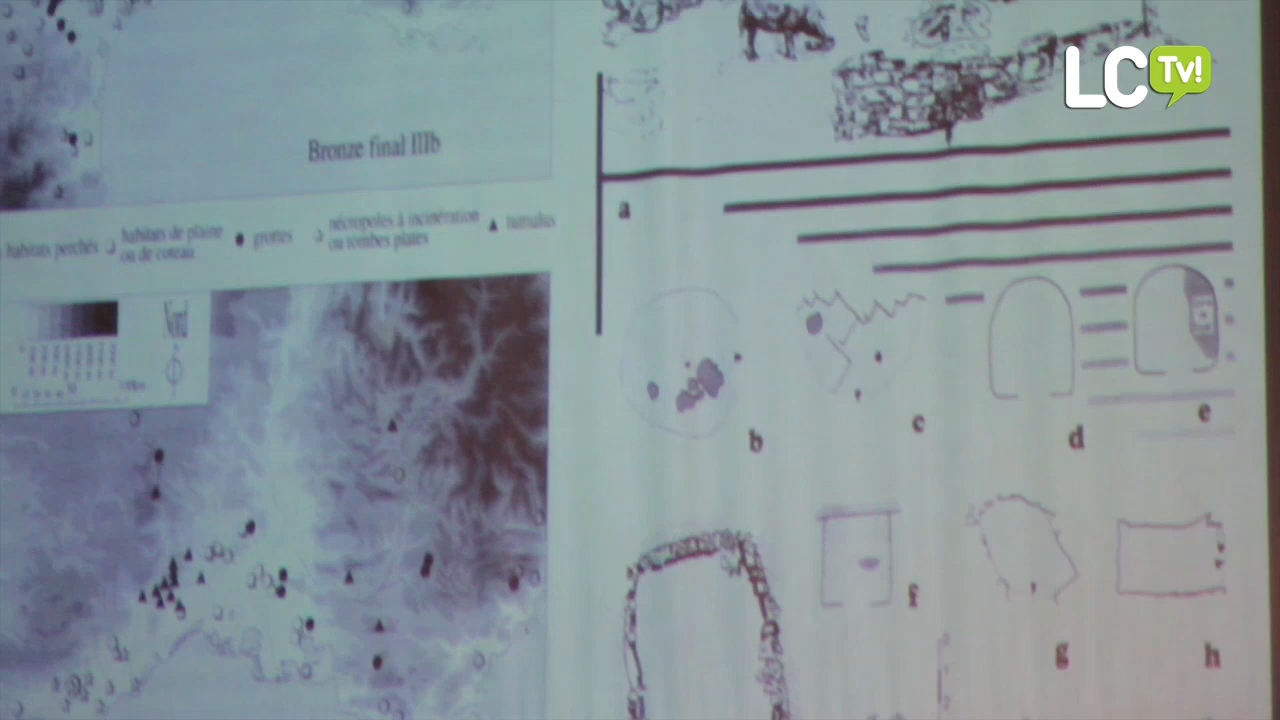 LC Tv!
Bronze final IIIb
habitats perchés
habitats de plaine
ou de coteau
grottes
nécropoles à incinération
ou tombes plates
tumulus
Nord
a
b
c
d
e
f
g
h